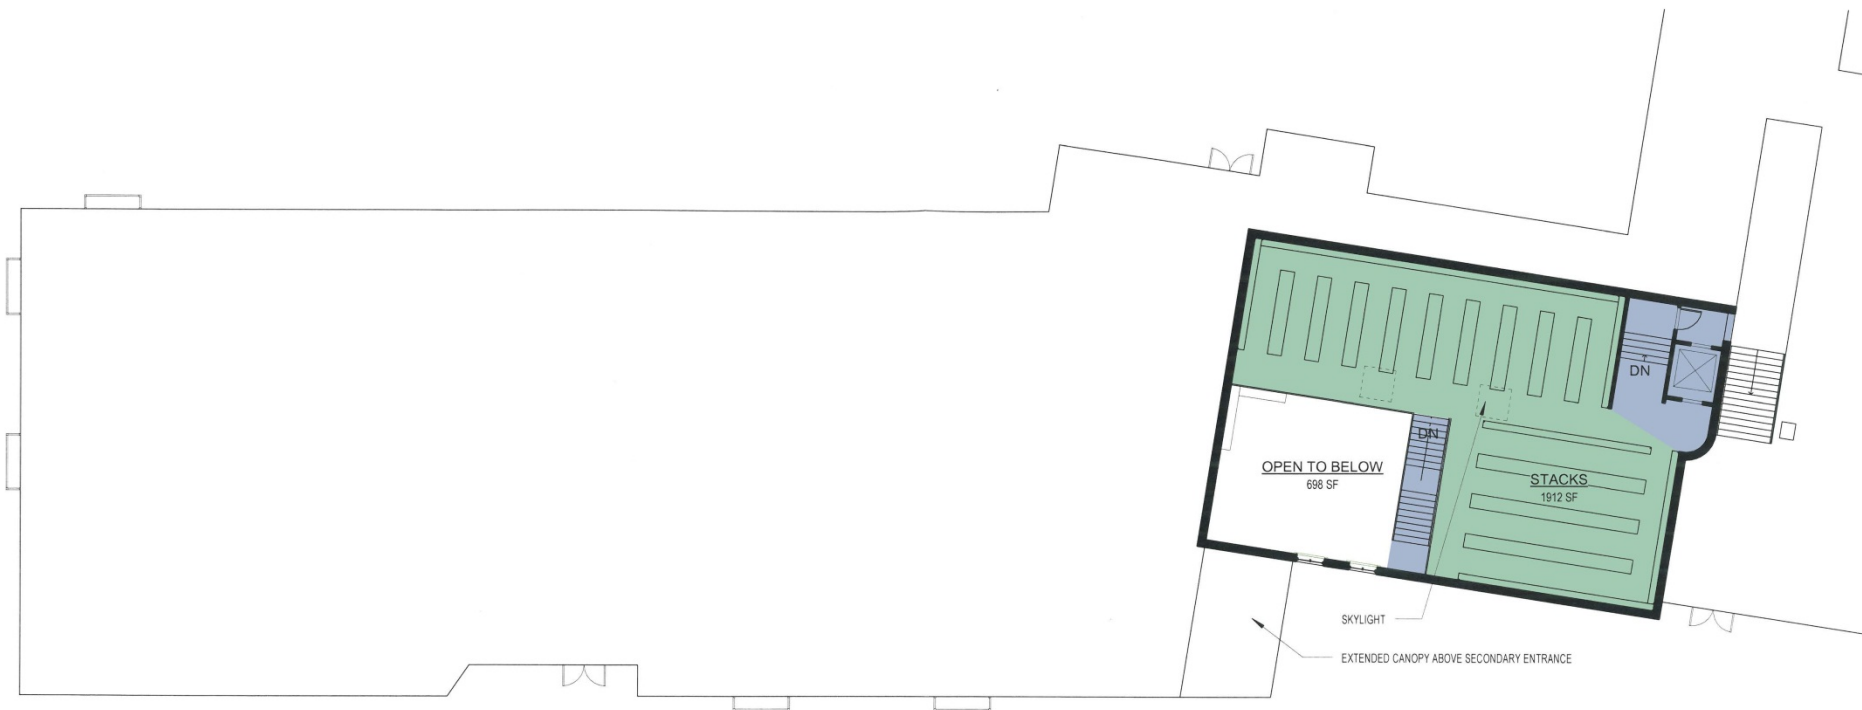 DN
DN
OPEN TO BELOW
698 SF
STACKS
1912 SF
SKYLIGHT
EXTENDED CANOPY ABOVE SECONDARY ENTRANCE